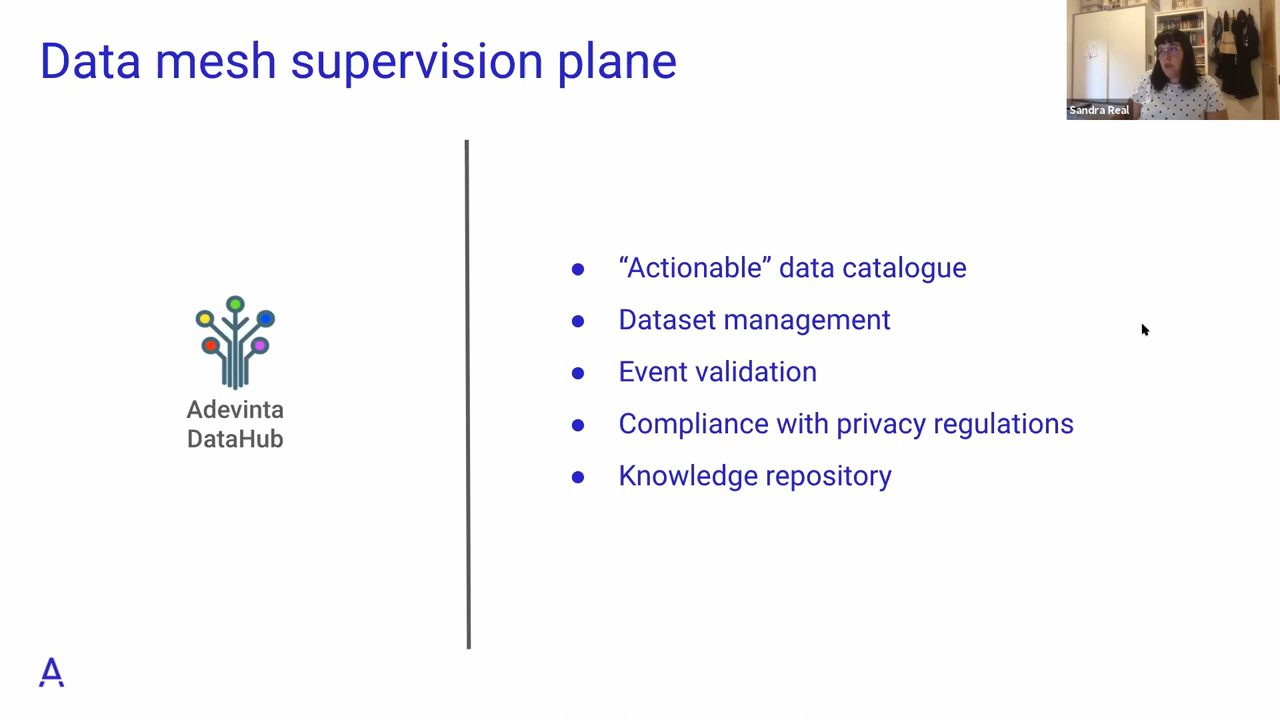 Data mesh supervision plane
Sandra Real
Adevinta
DataHub
● “Actionable” data catalogue
● Dataset management
● Event validation
● Compliance with privacy regulations
● Knowledge repository